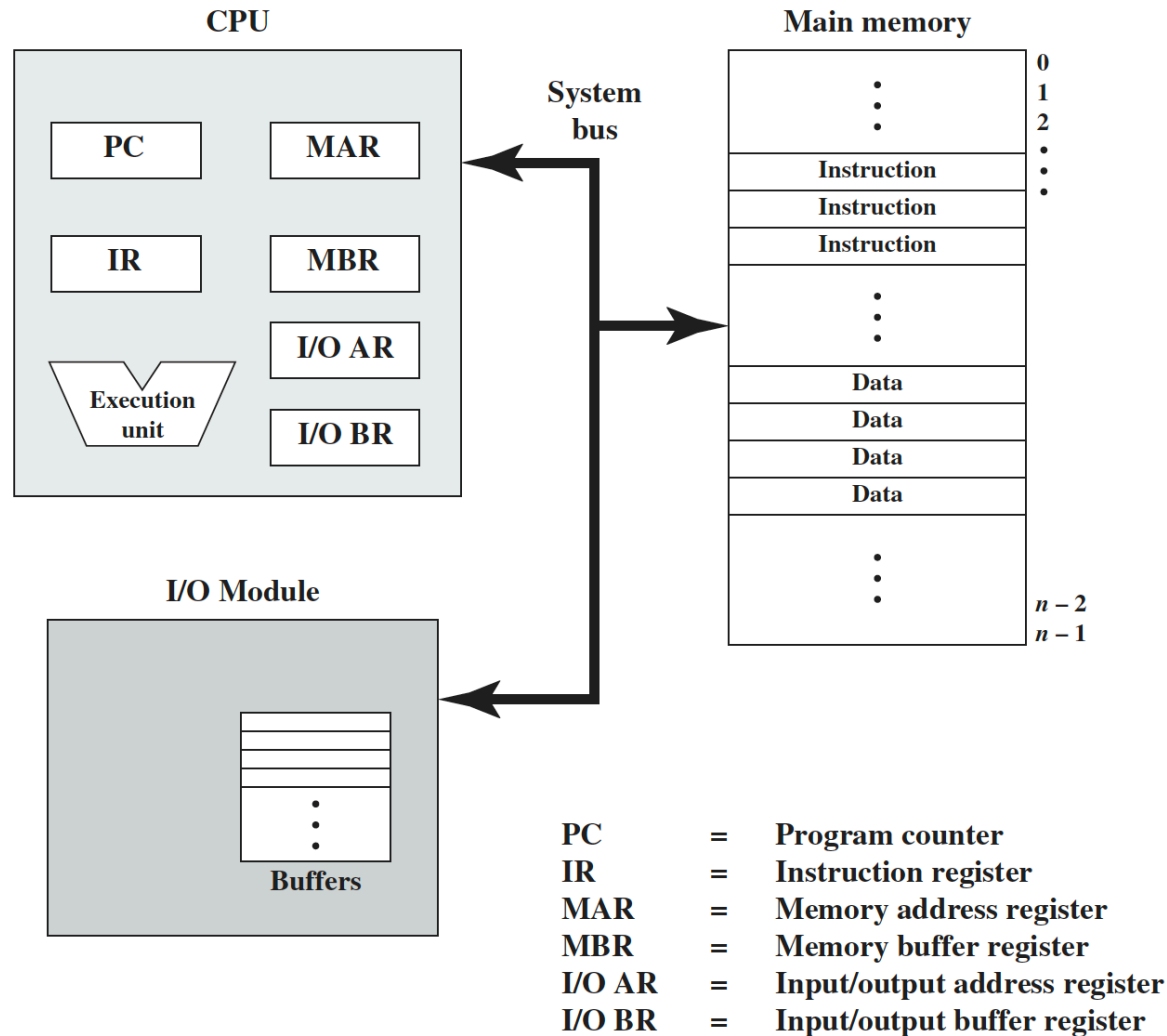 CPU
PC
MAR
IR
MBR
I/O AR
Execution
unit
I/O BR
System
bus
Main memory
0
1
2
Instruction
Instruction
Instruction
Data
Data
Data
Data
n – 2
n – 1
I/O Module
Buffers
PC = Program counter
IR = Instruction register
MAR = Memory address register
MBR = Memory buffer register
I/O AR = Input/output address register
I/O BR = Input/output buffer register